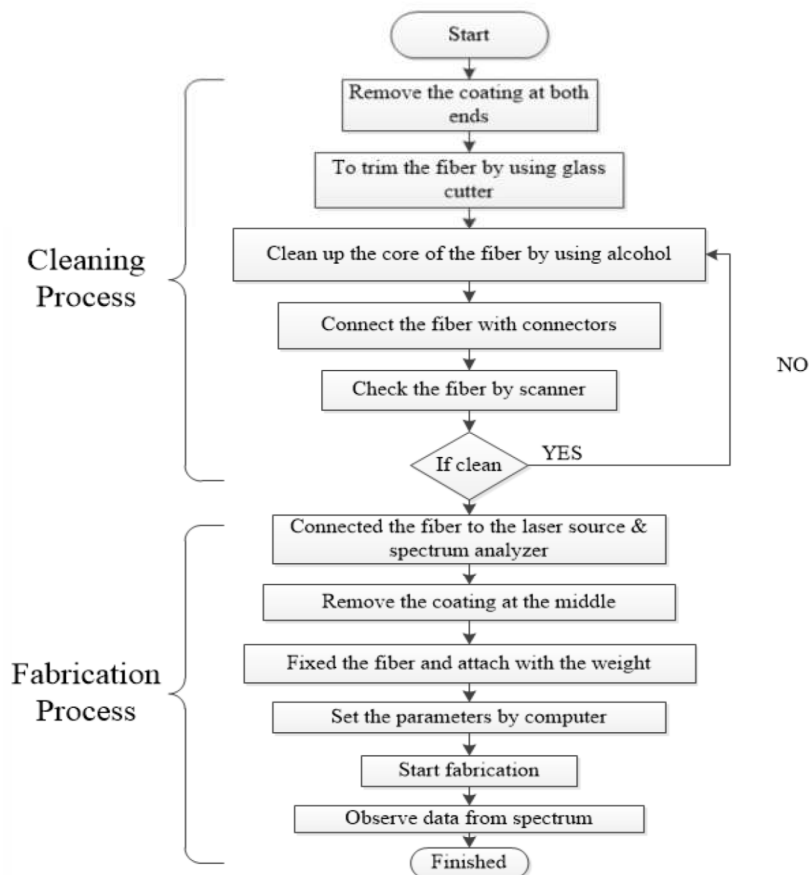 Start
Remove the coating at both
ends
To trim the fiber by using glass
cutter
Clean up the core of the fiber by using alcohol
Cleaning
Process
Connect the fiber with connectors
NO
Check the fiber by scanner
YES
If clean
Connected the fiber to the laser source &
spectrum analyzer
Remove the coating at the middle
Fixed the fiber and attach with the weight
Fabrication
Process
Set the parameters by computer
Start fabrication
Observe data from spectrum
Finished